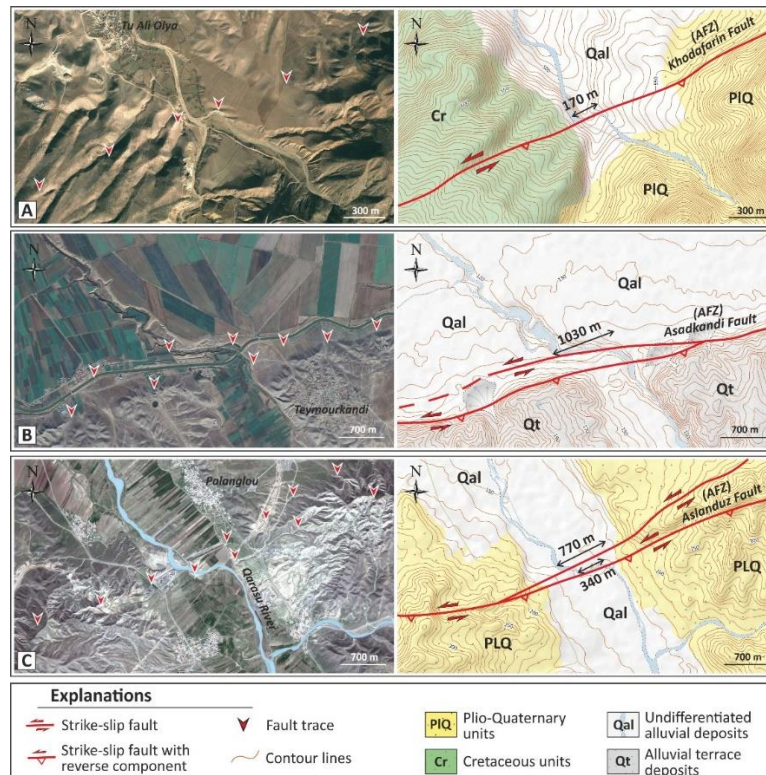 N
Tu Ali Olya
A
300 m
N
Qal
(AFZ)
Khodafarin Fault
PlQ
170 m
Cr
PlQ
300 m
N
Teymourkandi
B
700 m
N
Qal
Qal
1030 m
(AFZ)
Asadkandi Fault
Qt
Qt
700 m
N
Palanglou
Qarasu River
C
700 m
N
Qal
(AFZ)
Aslanduz Fault
770 m
340 m
PLQ
Qal
PLQ
700 m
Explanations
Strike-slip fault
Strike-slip fault with
reverse component
Fault trace
Contour lines
PlQ Plio-Quaternary
units
Cr Cretaceous units
Qal Undifferentiated
alluvial deposits
Qt Alluvial terrace
deposits